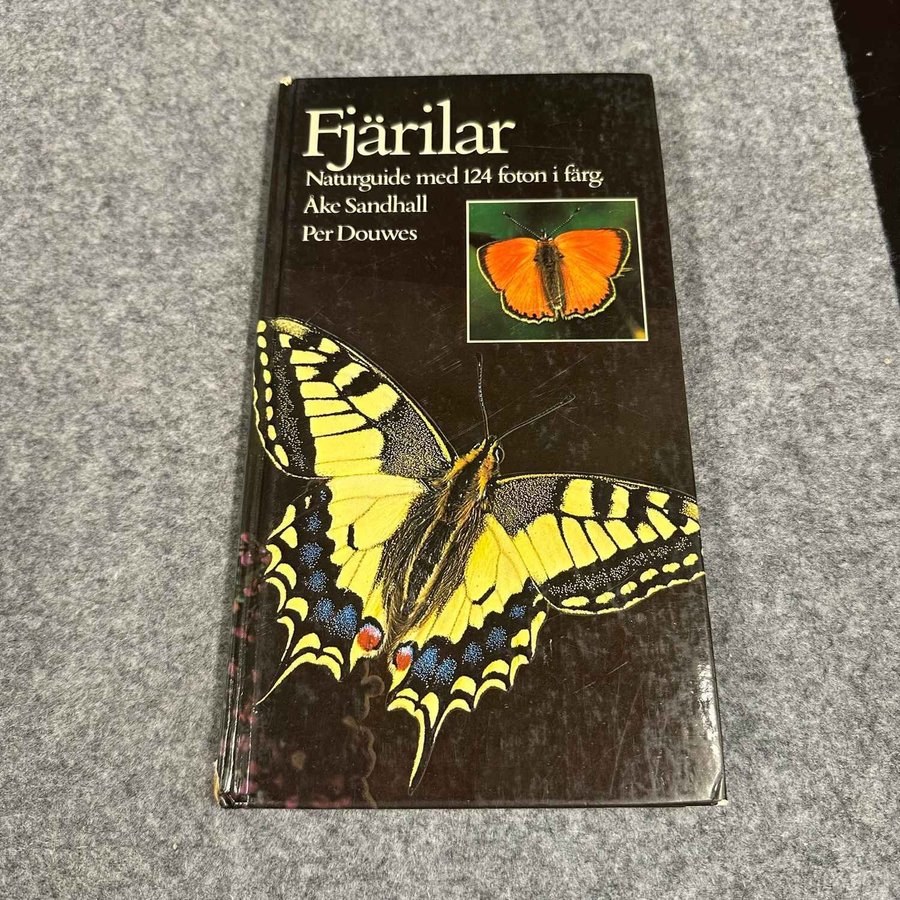 Fjärilar
Naturguide med 124 foton i färg.
Åke Sandhall
Per Douwes